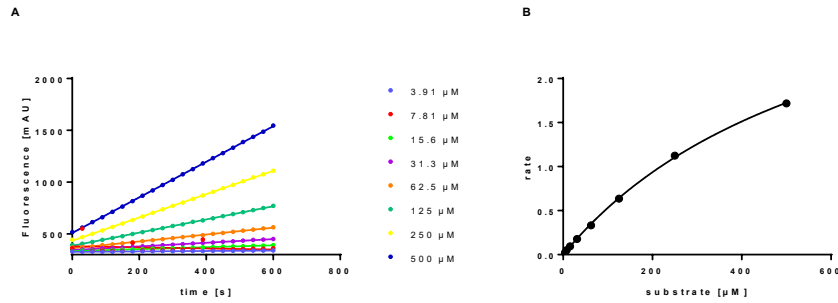 A
B
Fluorescence [mAU]
2000
1500
1000
500
0
200
400
600
800
time [s]
3.91 µM
7.81 µM
15.6 µM
31.3 µM
62.5 µM
125 µM
250 µM
500 µM
rate
2.0
1.5
1.0
0.5
0.0
0
200
400
600
substrate [µM]